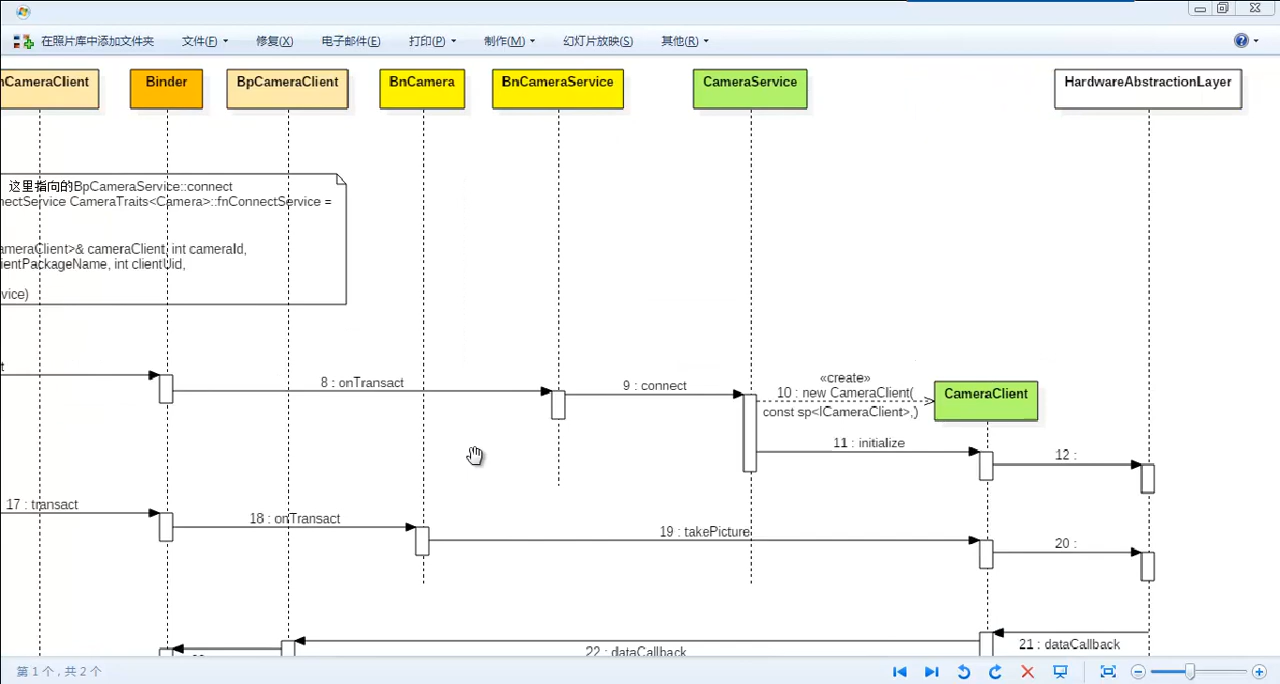 在照片库中添加文件夹 文件(F) 修复(X) 电子邮件(E) 打印(P) 制作(M) 幻灯片放映(S) 其他(R)
nCameraClient Binder BpCameraClient BnCamera BnCameraService CameraService HardwareAbstractionLayer
这里指向的BpCameraService::connect
nectService CameraTraits<Camera>::fnConnectService =
ameraClient>& cameraClient, int cameraId,
ientPackageName, int clientUid,
vice)
t
8 : onTransact
9 : connect
«create»
10 : new CameraClient(
const sp<ICameraClient>,)
CameraClient
11 : initialize
12 :
17 : transact
18 : onTransact
19 : takePicture
20 :
21 : dataCallback
22 : dataCallback
第 1 个 , 共 2 个